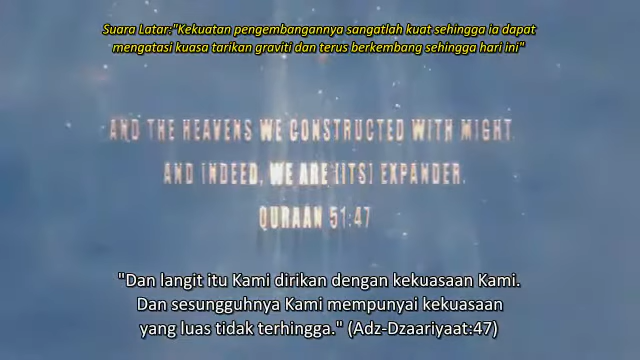 Suara Latar:"Kekuatan pengembangannya sangatlah kuat sehingga ia dapat
mengatasi kuasa tarikan graviti dan terus berkembang sehingga hari ini"
AND THE HEAVENS WE CONSTRUCTED WITH MIGHT
AND INDEED, WE ARE [ITS] EXPANDER.
QURAAN 51:47
"Dan langit itu Kami dirikan dengan kekuasaan Kami.
Dan sesungguhnya Kami mempunyai kekuasaan
yang luas tidak terhingga." (Adz-Dzaariyaat:47)